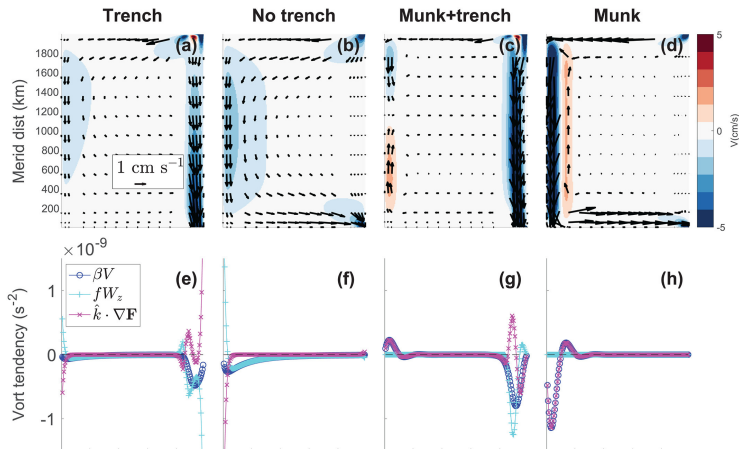 Trench No trench Munk+trench Munk
(a) (b) (c) (d)
Merid dist (km)
1800
1600
1400
1200
1000
800
600
400
200
1 cm s⁻¹
5
0
-5
V(cm/s)
×10⁻⁹
(e) (f) (g) (h)
Vort tendency (s⁻²)
1
0
-1
βV
fW_z
k̂ · ∇F